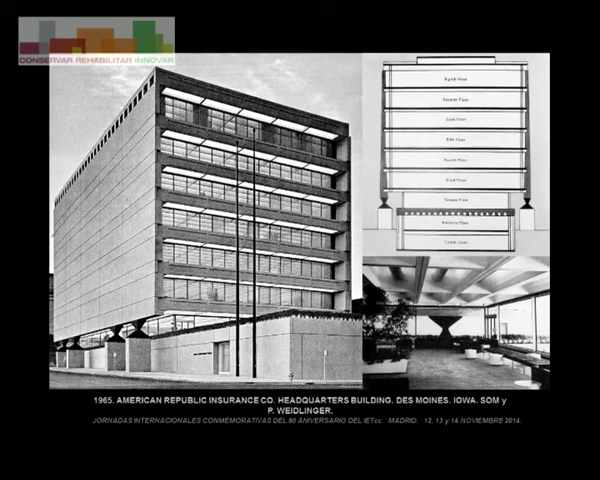 CONSERVAR REHABILITAR INNOVAR
Eighth Floor
Seventh Floor
Sixth Floor
Fifth Floor
Fourth Floor
Third Floor
Terrace Floor
Entrance Floor
Lower Level
1965. AMERICAN REPUBLIC INSURANCE CO. HEADQUARTERS BUILDING. DES MOINES. IOWA. SOM y
P. WEIDLINGER.
JORNADAS INTERNACIONALES CONMEMORATIVAS DEL 80 ANIVERSARIO DEL IETcc. MADRID. 12, 13 y 14 NOVIEMBRE 2014.